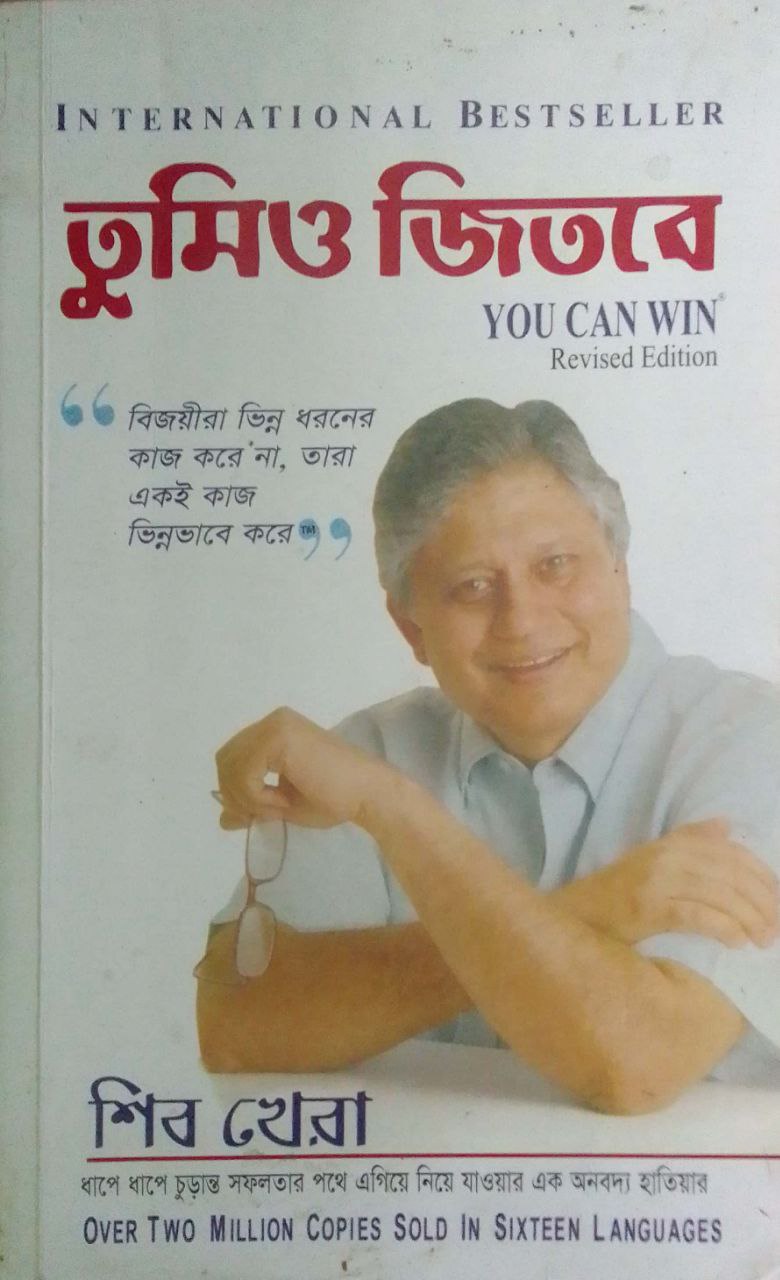 INTERNATIONAL BESTSELLER
তুমিও জিতবে
YOU CAN WIN®
Revised Edition
“বিজয়ীরা ভিন্ন ধরনের
কাজ করে না, তারা
একই কাজ
ভিন্নভাবে করে™”
শিব খেরা
ধাপে ধাপে চুড়ান্ত সফলতার পথে এগিয়ে নিয়ে যাওয়ার এক অনবদ্য হাতিয়ার
OVER TWO MILLION COPIES SOLD IN SIXTEEN LANGUAGES